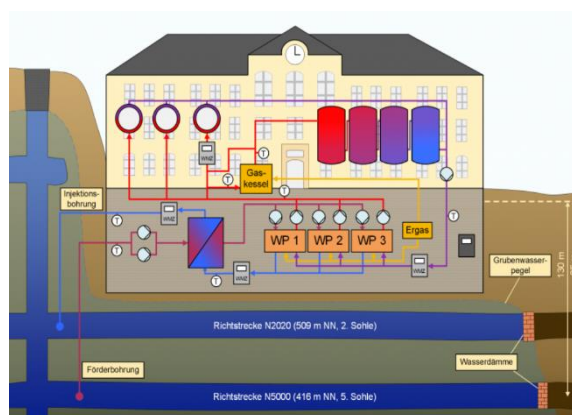 WMZ
T
Gas-
kessel
T
T
Injektions-
bohrung
T
WMZ
T
T
T
WP 1
WP 2
WP 3
Ergas
WMZ
WMZ
T
Grubenwasser-
pegel
130 m
Richtstrecke N2020 (509 m NN, 2. Sohle)
Förderbohrung
Wasserdämme
Richtstrecke N5000 (416 m NN, 5. Sohle)